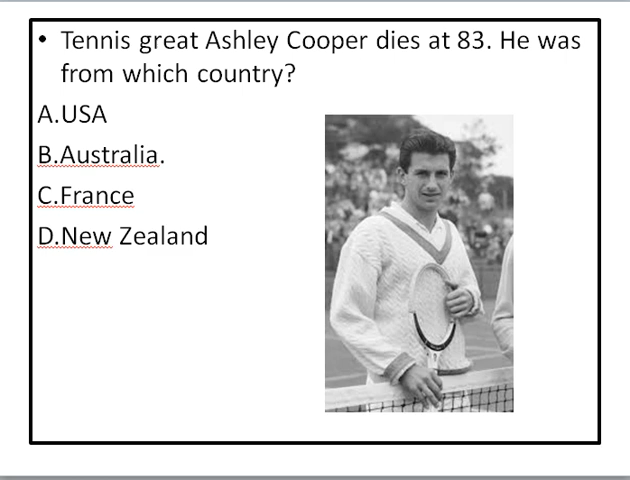 • Tennis great Ashley Cooper dies at 83. He was
from which country?
A.USA
B.Australia.
C.France
D.New Zealand